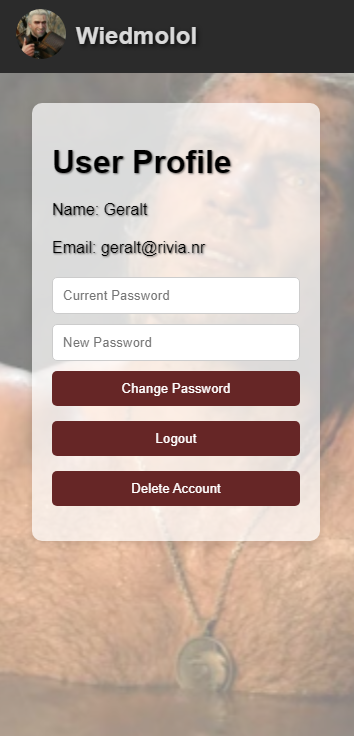 Wiedmolol
User Profile
Name: Geralt
Email: geralt@rivia.nr
Current Password
New Password
Change Password
Logout
Delete Account